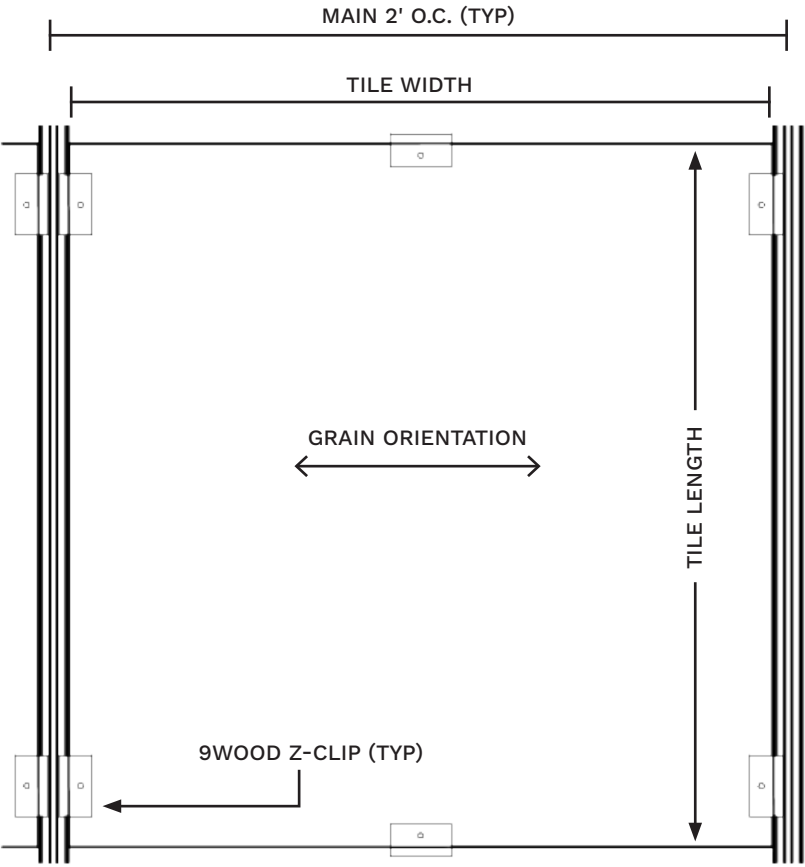 MAIN 2' O.C. (TYP)
TILE WIDTH
GRAIN ORIENTATION
TILE LENGTH
9WOOD Z-CLIP (TYP)